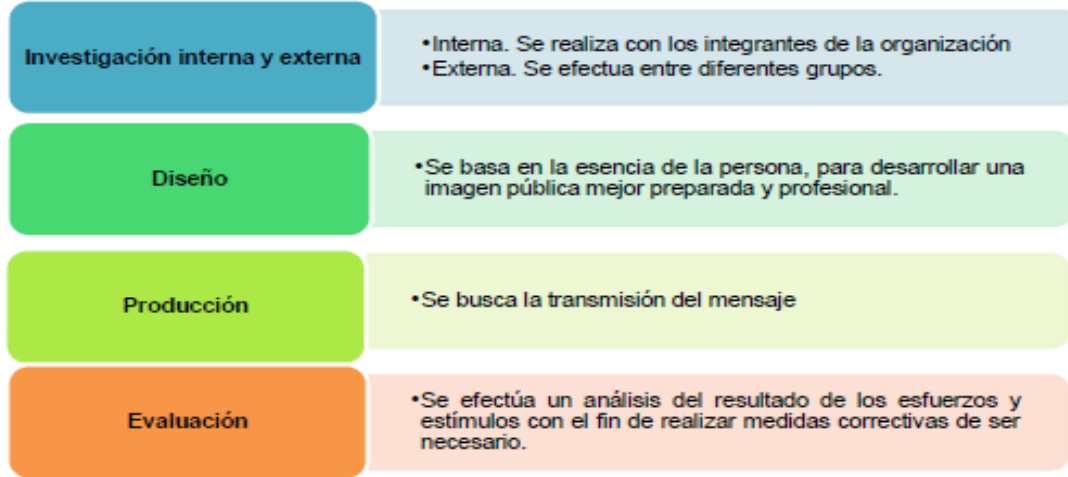 Investigación interna y externa
•Interna. Se realiza con los integrantes de la organización
•Externa. Se efectua entre diferentes grupos.
Diseño
•Se basa en la esencia de la persona, para desarrollar una
imagen pública mejor preparada y profesional.
Producción
•Se busca la transmisión del mensaje
Evaluación
•Se efectúa un análisis del resultado de los esfuerzos y
estímulos con el fin de realizar medidas correctivas de ser
necesario.